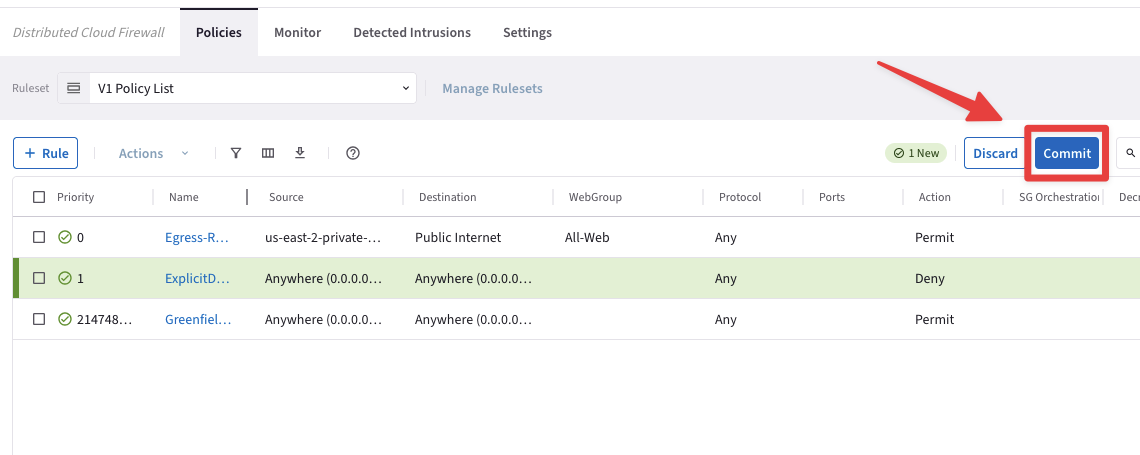 Distributed Cloud Firewall Policies Monitor Detected Intrusions Settings
Ruleset V1 Policy List Manage Rulesets
+ Rule Actions 1 New Discard Commit
Priority Name Source Destination WebGroup Protocol Ports Action SG Orchestration Decr
0 Egress-R... us-east-2-private-... Public Internet All-Web Any Permit
1 ExplicitD... Anywhere (0.0.0.0... Anywhere (0.0.0.0... Any Deny
214748... Greenfiel... Anywhere (0.0.0.0... Anywhere (0.0.0.0... Any Permit